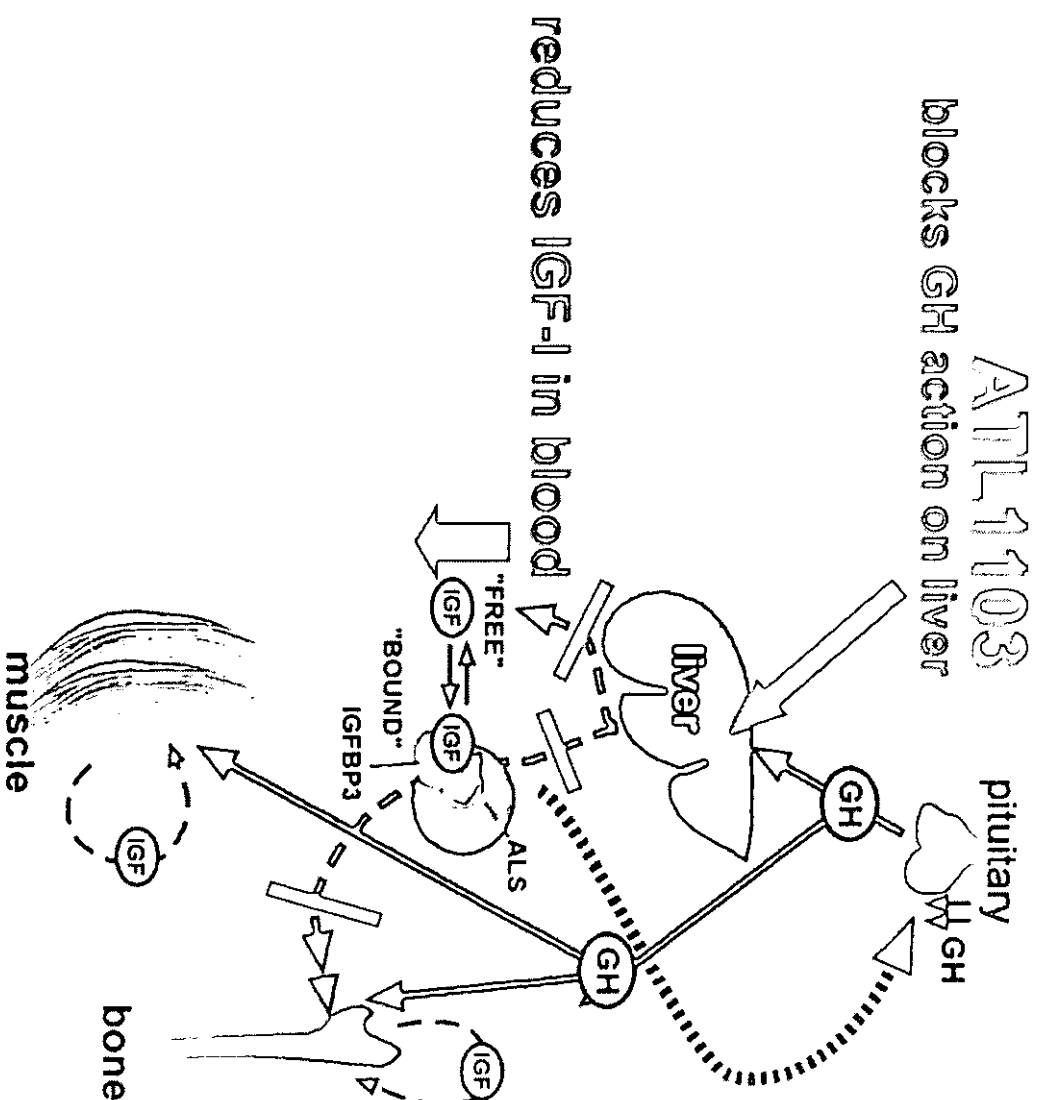 ATL1103
blocks GH action on liver
pituitary
GH
GH
liver
reduces IGF-I in blood
"FREE"
IGF
IGF
"BOUND"
IGFBP3
ALS
GH
IGF
muscle
IGF
bone